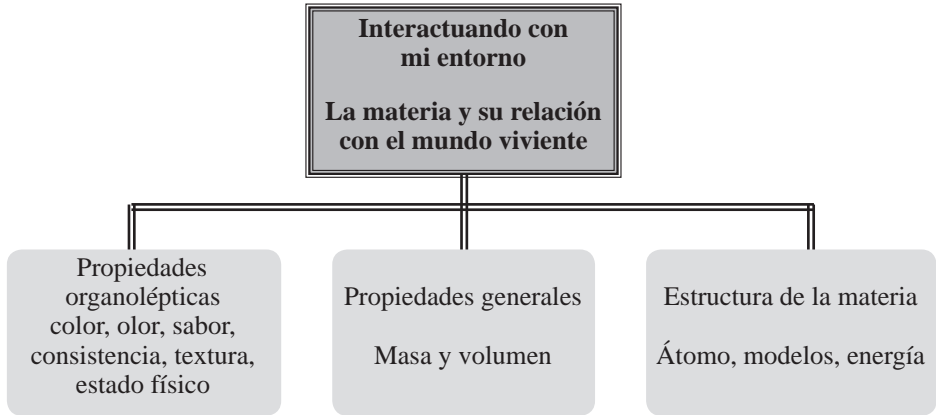 Interactuando con
mi entorno
La materia y su relación
con el mundo viviente
Propiedades
organolépticas
color, olor, sabor,
consistencia, textura,
estado físico
Propiedades generales
Masa y volumen
Estructura de la materia
Átomo, modelos, energía